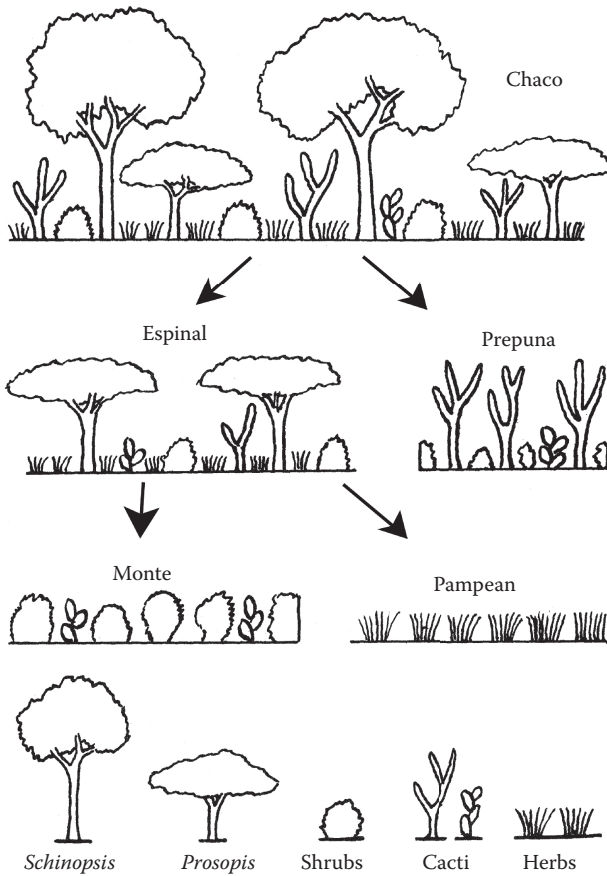 Chaco
Espinal
Prepuna
Monte
Pampean
Schinopsis Prosopis Shrubs Cacti Herbs